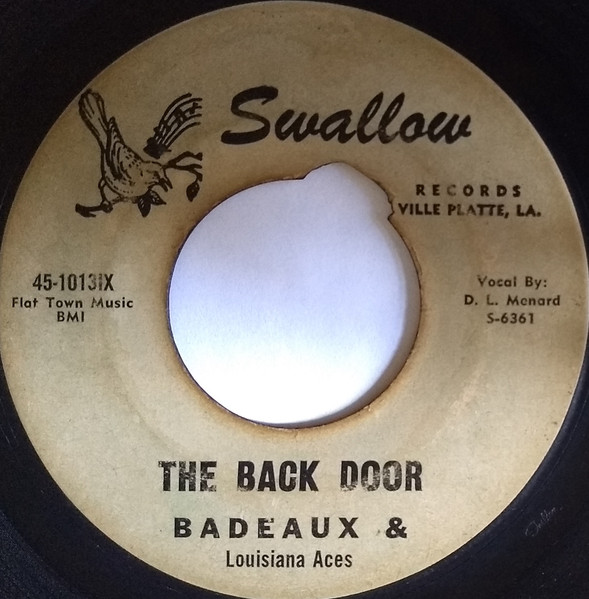 Swallow
RECORDS
VILLE PLATTE, LA.
45-1013IX
Flat Town Music
BMI
Vocal By:
D. L. Menard
S-6361
THE BACK DOOR
BADEAUX &
Louisiana Aces